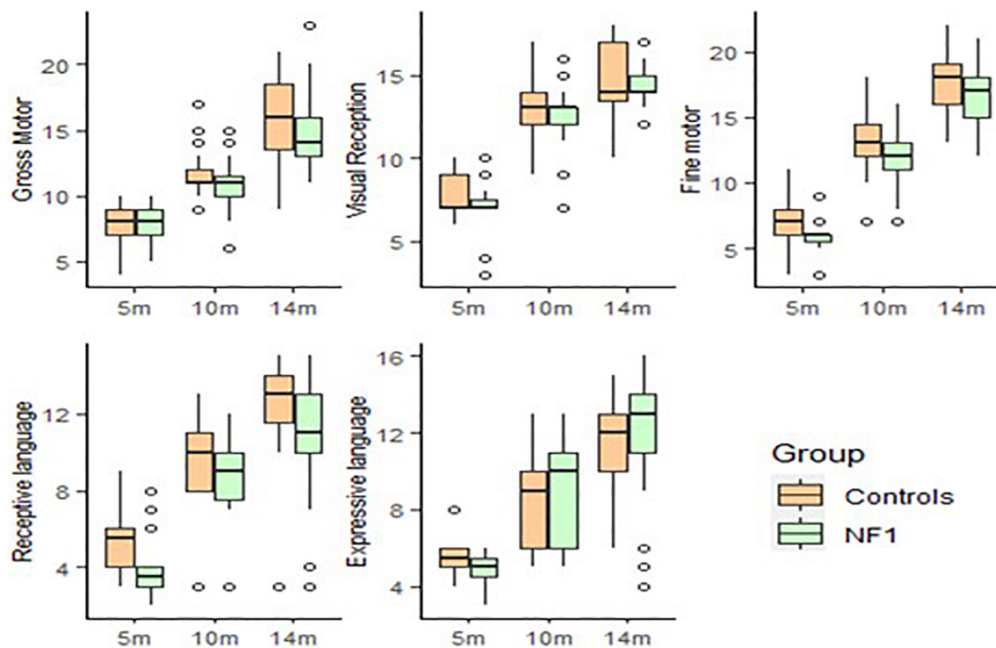 Gross Motor
20
15
10
5
5m 10m 14m
Visual Reception
15
10
5
5m 10m 14m
Fine motor
20
15
10
5
5m 10m 14m
Receptive language
12
8
4
5m 10m 14m
Expressive language
16
12
8
4
5m 10m 14m
Group
Controls
NF1